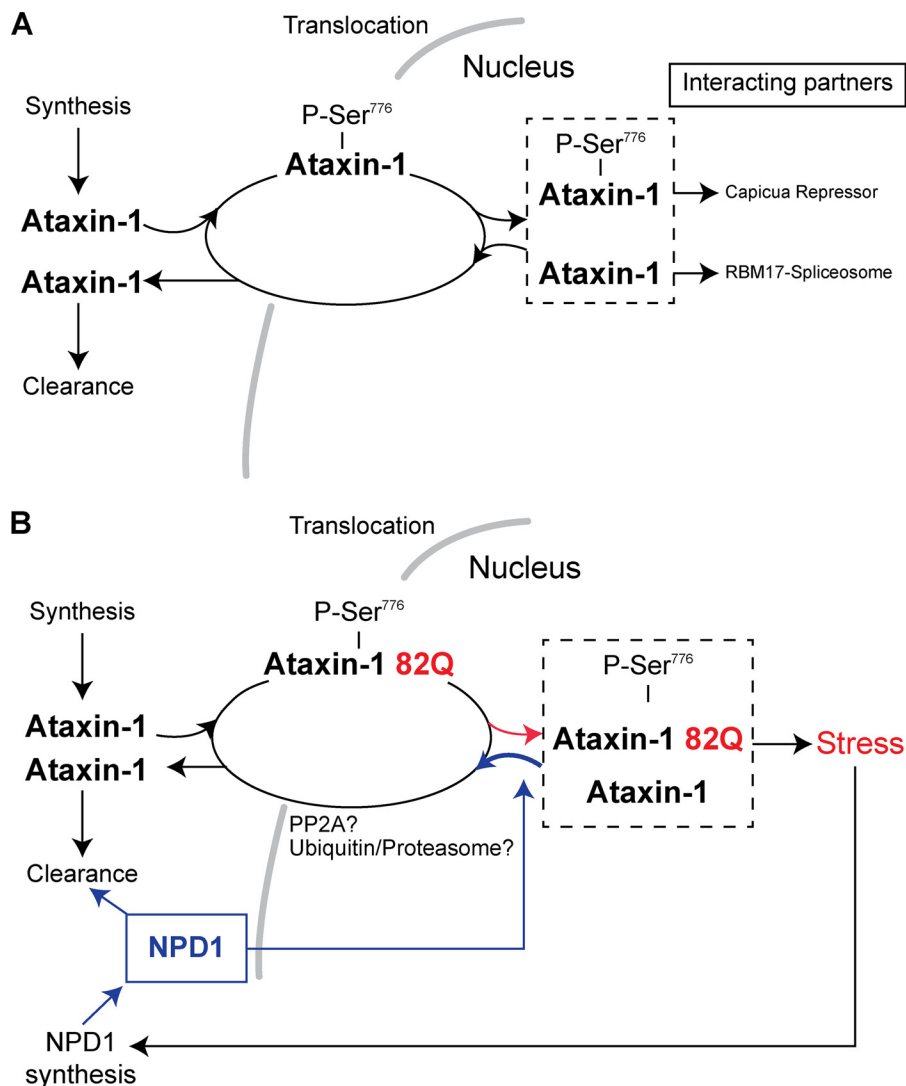 A
Translocation
Nucleus
Interacting partners
Synthesis
P-Ser776
P-Ser776
Ataxin-1
Ataxin-1
Capicua Repressor
Ataxin-1
Ataxin-1
Ataxin-1
RBM17-Spliceosome
Clearance
B
Translocation
Nucleus
Synthesis
P-Ser776
P-Ser776
Ataxin-1 82Q
Ataxin-1
Ataxin-1 82Q
Stress
Ataxin-1
Ataxin-1
PP2A?
Ubiquitin/Proteasome?
Clearance
NPD1
NPD1
synthesis